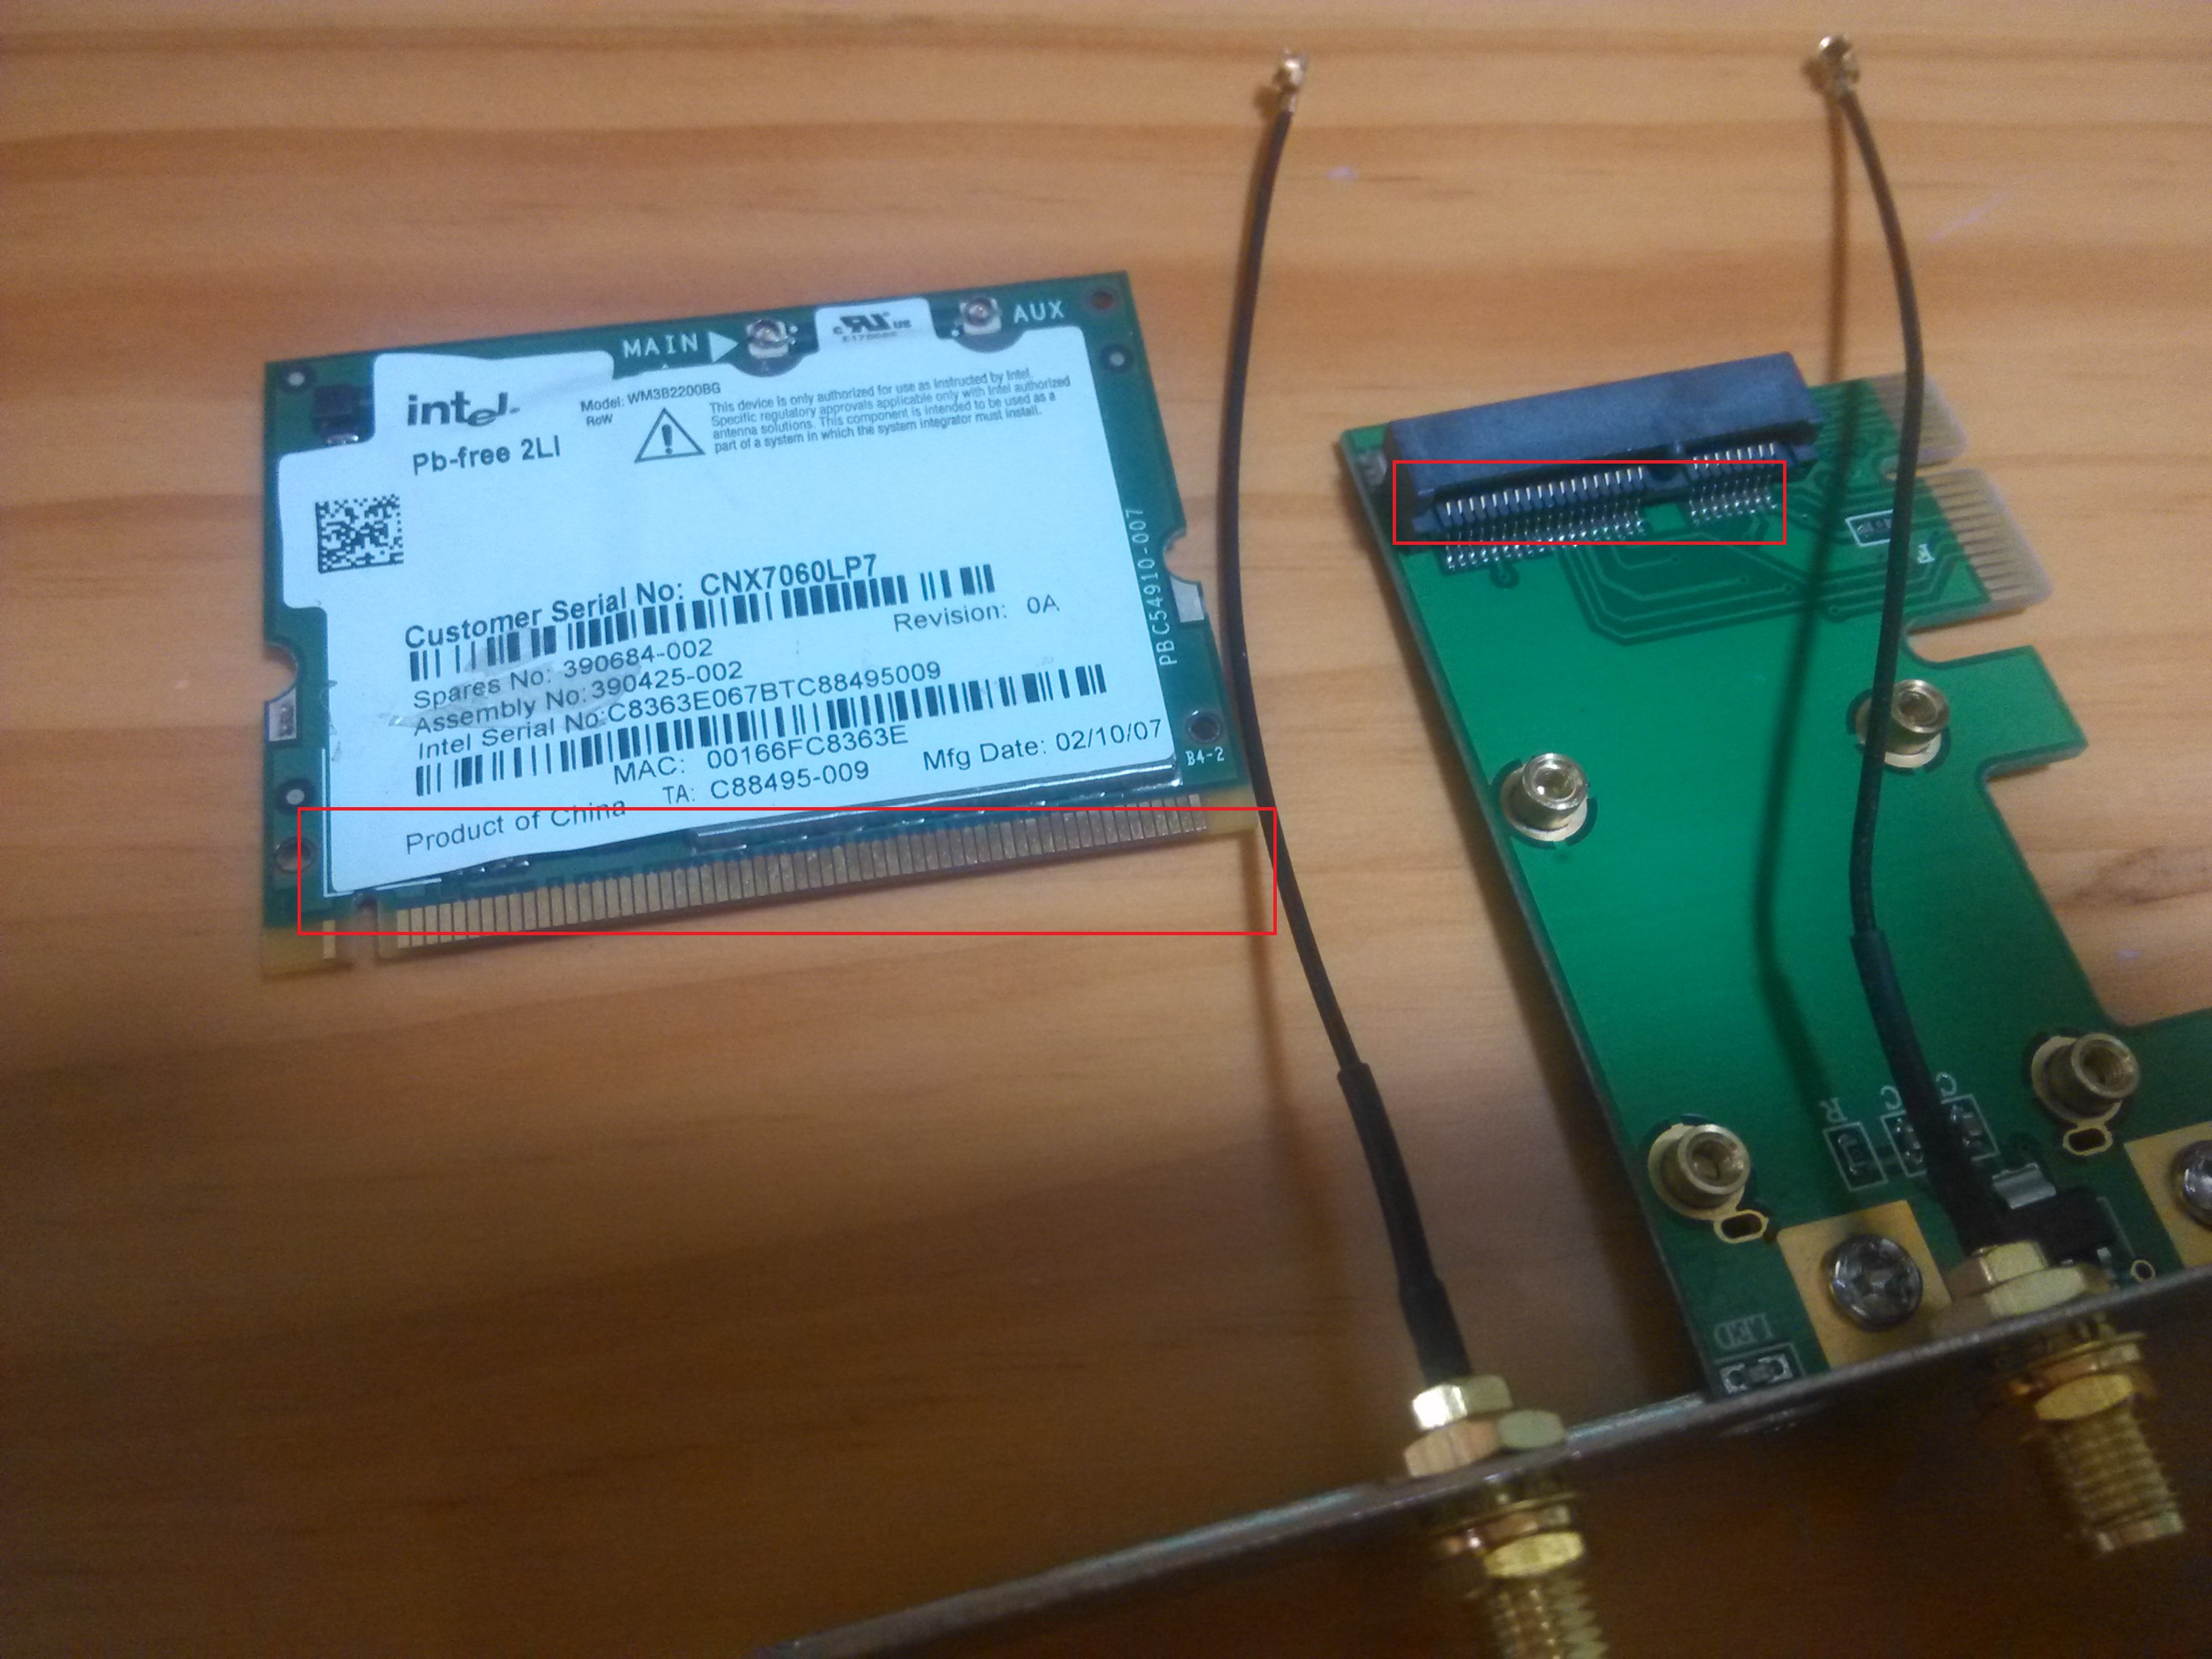 MAIN
AUX
intel
Pb-free 2LI
Model: WM3B2200BG
RoW
This device is only authorized for use as instructed by Intel.
Specific regulatory approvals applicable only with Intel authorized
antenna solutions. This component is intended to be used as a
part of a system in which the system integrator must install.
Customer Serial No: CNX7060LP7
Revision: 0A
Spares No: 390684-002
Assembly No:390425-002
Intel Serial No:C8363E067BTC88495009
MAC: 00166FC8363E
TA: C88495-009
Mfg Date: 02/10/07
Product of China
PBC54910-007
B4-2
LED
R